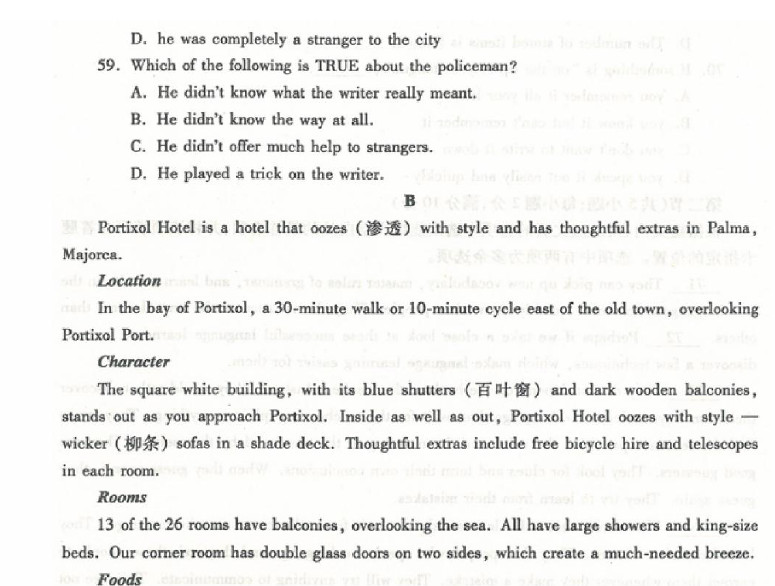 D. he was completely a stranger to the city
59. Which of the following is TRUE about the policeman?
A. He didn't know what the writer really meant.
B. He didn't know the way at all.
C. He didn't offer much help to strangers.
D. He played a trick on the writer.
B
Portixol Hotel is a hotel that oozes (渗透) with style and has thoughtful extras in Palma,
Majorca.
Location
In the bay of Portixol, a 30-minute walk or 10-minute cycle east of the old town, overlooking
Portixol Port.
Character
The square white building, with its blue shutters (百叶窗) and dark wooden balconies,
stands out as you approach Portixol. Inside as well as out, Portixol Hotel oozes with style —
wicker (柳条) sofas in a shade deck. Thoughtful extras include free bicycle hire and telescopes
in each room.
Rooms
13 of the 26 rooms have balconies, overlooking the sea. All have large showers and king-size
beds. Our corner room has double glass doors on two sides, which create a much-needed breeze.
Foods